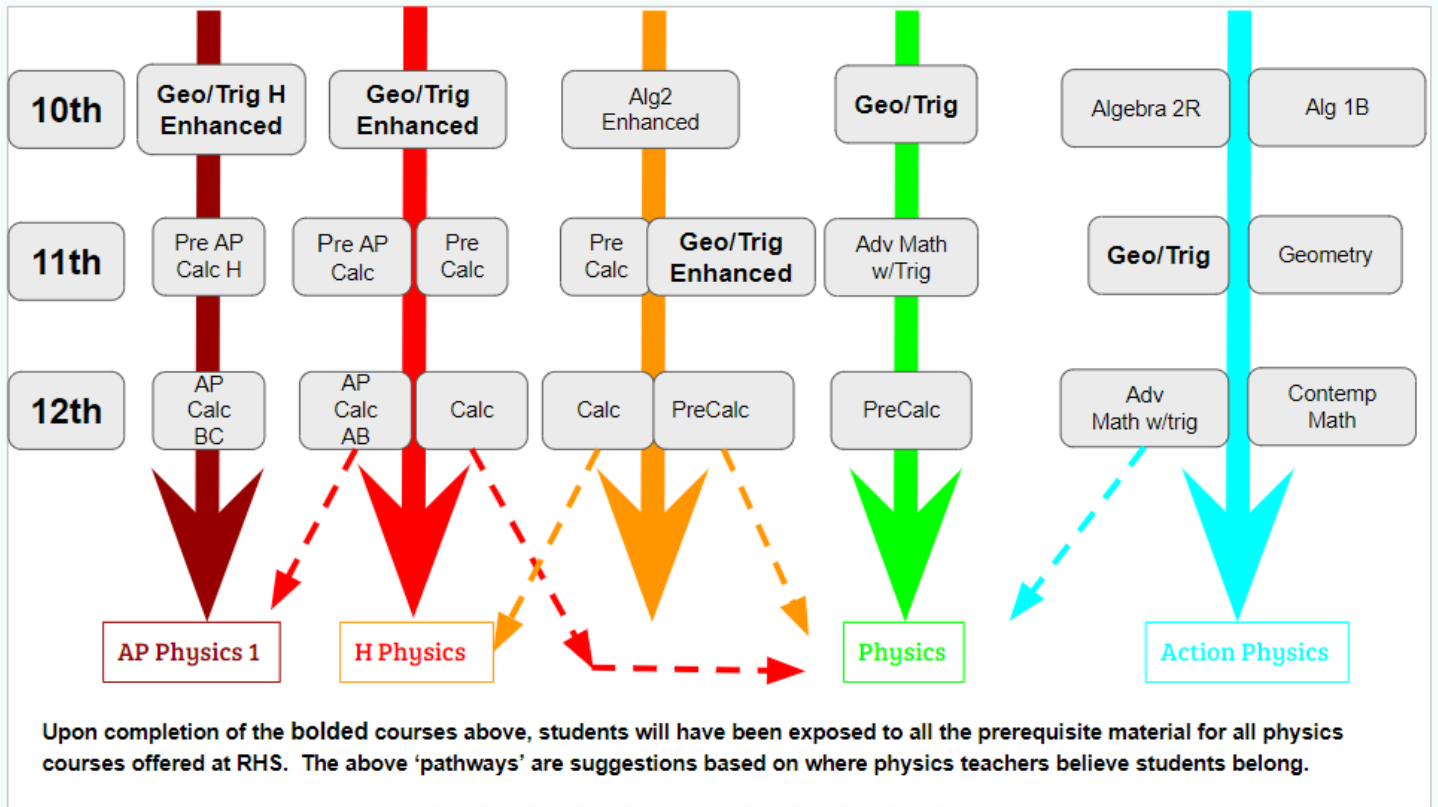 10th
Geo/Trig H
Enhanced
Geo/Trig
Enhanced
Alg2
Enhanced
Geo/Trig
Algebra 2R
Alg 1B
11th
Pre AP
Calc H
Pre AP
Calc
Pre
Calc
Pre
Calc
Geo/Trig
Enhanced
Adv Math
w/Trig
Geo/Trig
Geometry
12th
AP
Calc
BC
AP
Calc
AB
Calc
Calc
PreCalc
PreCalc
Adv
Math w/trig
Contemp
Math
AP Physics 1
H Physics
Physics
Action Physics
Upon completion of the bolded courses above, students will have been exposed to all the prerequisite material for all physics
courses offered at RHS. The above ‘pathways’ are suggestions based on where physics teachers believe students belong.